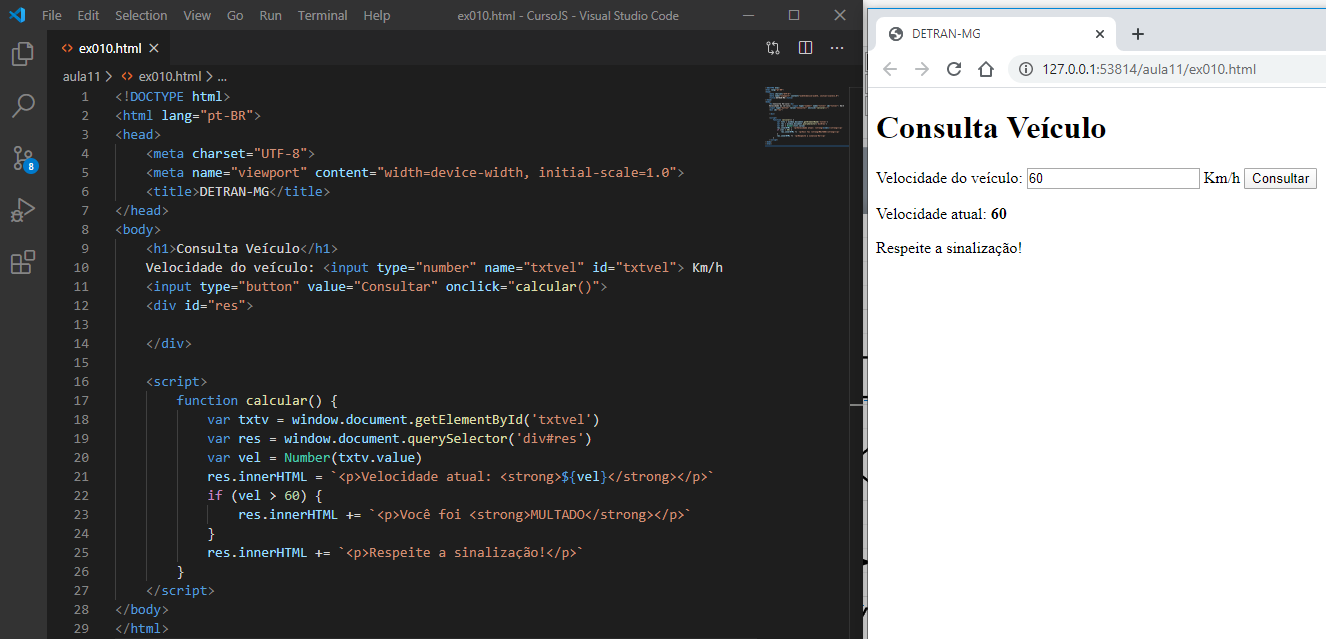 File Edit Selection View Go Run Terminal Help ex010.html - CursoJS - Visual Studio Code
ex010.html
aula11 > ex010.html > ...
8
1 <!DOCTYPE html>
2 <html lang="pt-BR">
3 <head>
4 <meta charset="UTF-8">
5 <meta name="viewport" content="width=device-width, initial-scale=1.0">
6 <title>DETRAN-MG</title>
7 </head>
8 <body>
9 <h1>Consulta Veículo</h1>
10 Velocidade do veículo: <input type="number" name="txtvel" id="txtvel"> Km/h
11 <input type="button" value="Consultar" onclick="calcular()">
12 <div id="res">
13
14 </div>
15
16 <script>
17 function calcular() {
18 var txtv = window.document.getElementById('txtvel')
19 var res = window.document.querySelector('div#res')
20 var vel = Number(txtv.value)
21 res.innerHTML = `<p>Velocidade atual: <strong>${vel}</strong></p>`
22 if (vel > 60) {
23 res.innerHTML += `<p>Você foi <strong>MULTADO</strong></p>`
24 }
25 res.innerHTML += `<p>Respeite a sinalização!</p>`
26 }
27 </script>
28 </body>
29 </html>
DETRAN-MG
127.0.0.1:53814/aula11/ex010.html
Consulta Veículo
Velocidade do veículo: 60 Km/h Consultar
Velocidade atual: 60
Respeite a sinalização!